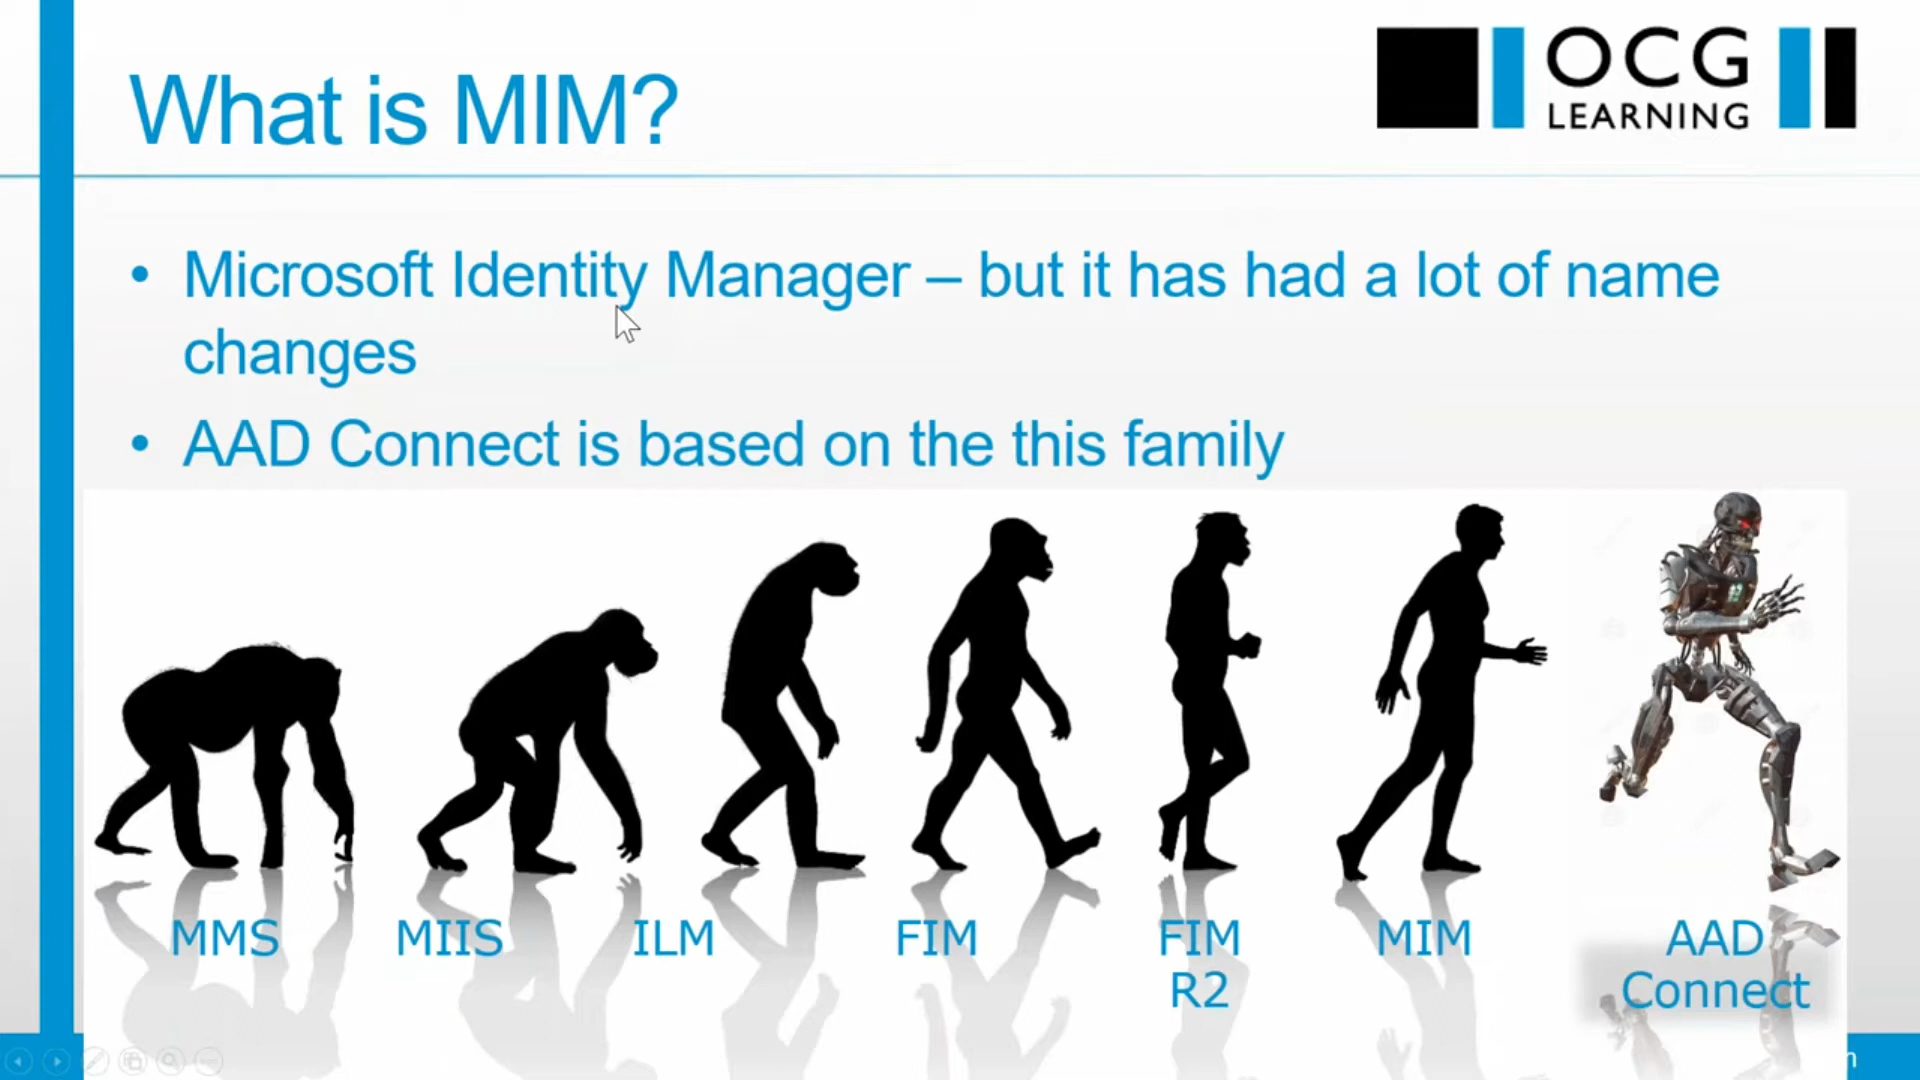 What is MIM?
OCG
LEARNING
• Microsoft Identity Manager – but it has had a lot of name
changes
• AAD Connect is based on the this family
MMS
MIIS
ILM
FIM
FIM
R2
MIM
AAD
Connect